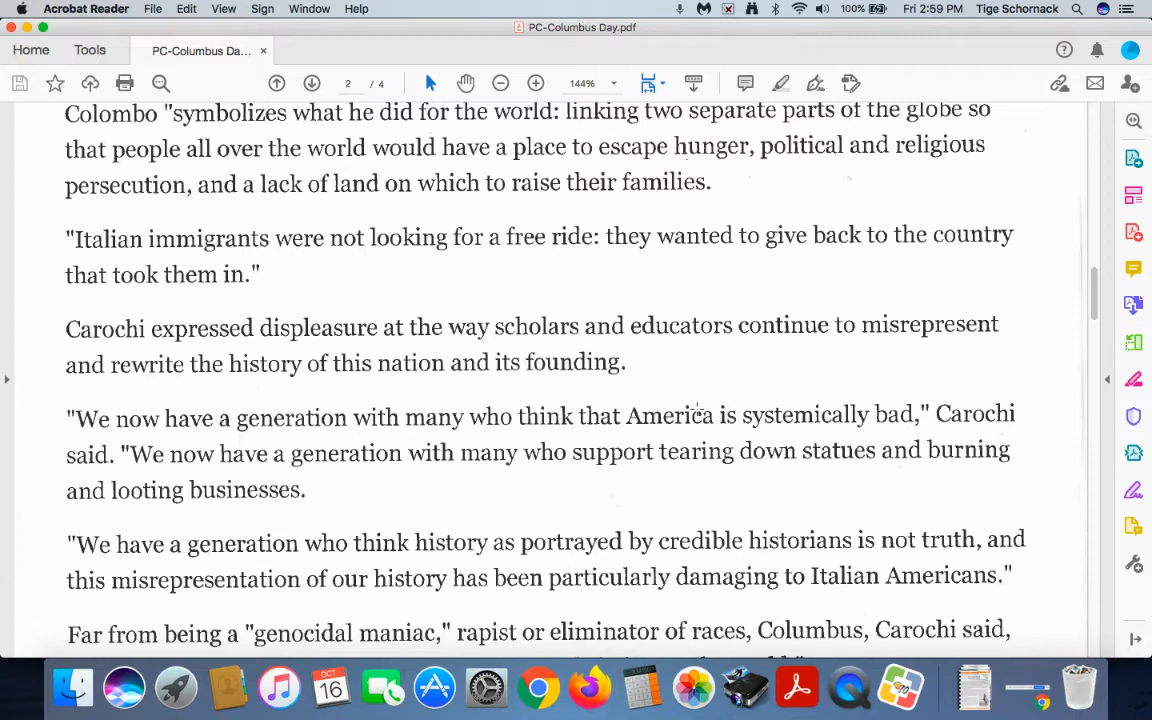 Acrobat Reader File Edit View Sign Window Help 100% Fri 2:59 PM Tige Schornack
PC-Columbus Day.pdf
Home Tools PC-Columbus Da... ×
2 / 4 144%
Colombo "symbolizes what he did for the world: linking two separate parts of the globe so
that people all over the world would have a place to escape hunger, political and religious
persecution, and a lack of land on which to raise their families.
"Italian immigrants were not looking for a free ride: they wanted to give back to the country
that took them in."
Carochi expressed displeasure at the way scholars and educators continue to misrepresent
and rewrite the history of this nation and its founding.
"We now have a generation with many who think that America is systemically bad," Carochi
said. "We now have a generation with many who support tearing down statues and burning
and looting businesses.
"We have a generation who think history as portrayed by credible historians is not truth, and
this misrepresentation of our history has been particularly damaging to Italian Americans."
Far from being a "genocidal maniac," rapist or eliminator of races, Columbus, Carochi said,
OCT
16